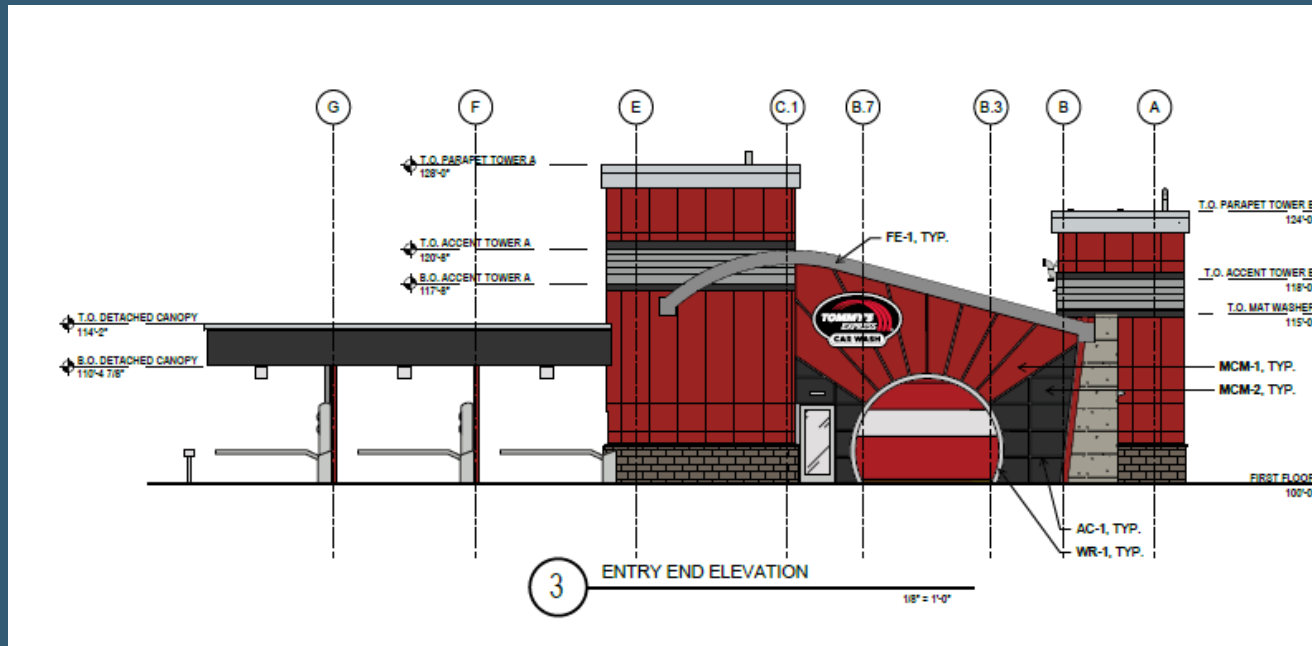 G
F
E
C.1
B.7
B.3
B
A
T.O. PARAPET TOWER A
128'-0"
T.O. PARAPET TOWER B
124'-0
FE-1, TYP.
T.O. ACCENT TOWER A
120'-8"
T.O. ACCENT TOWER B
118'-0
B.O. ACCENT TOWER A
117'-8"
T.O. MAT WASHER
115'-0
T.O. DETACHED CANOPY
114'-2"
TOMMY'S
EXPRESS
CAR WASH
B.O. DETACHED CANOPY
110'-4 7/8"
MCM-1, TYP.
MCM-2, TYP.
FIRST FLOOR
100'-0
AC-1, TYP.
WR-1, TYP.
3
ENTRY END ELEVATION
1/8" = 1'-0"